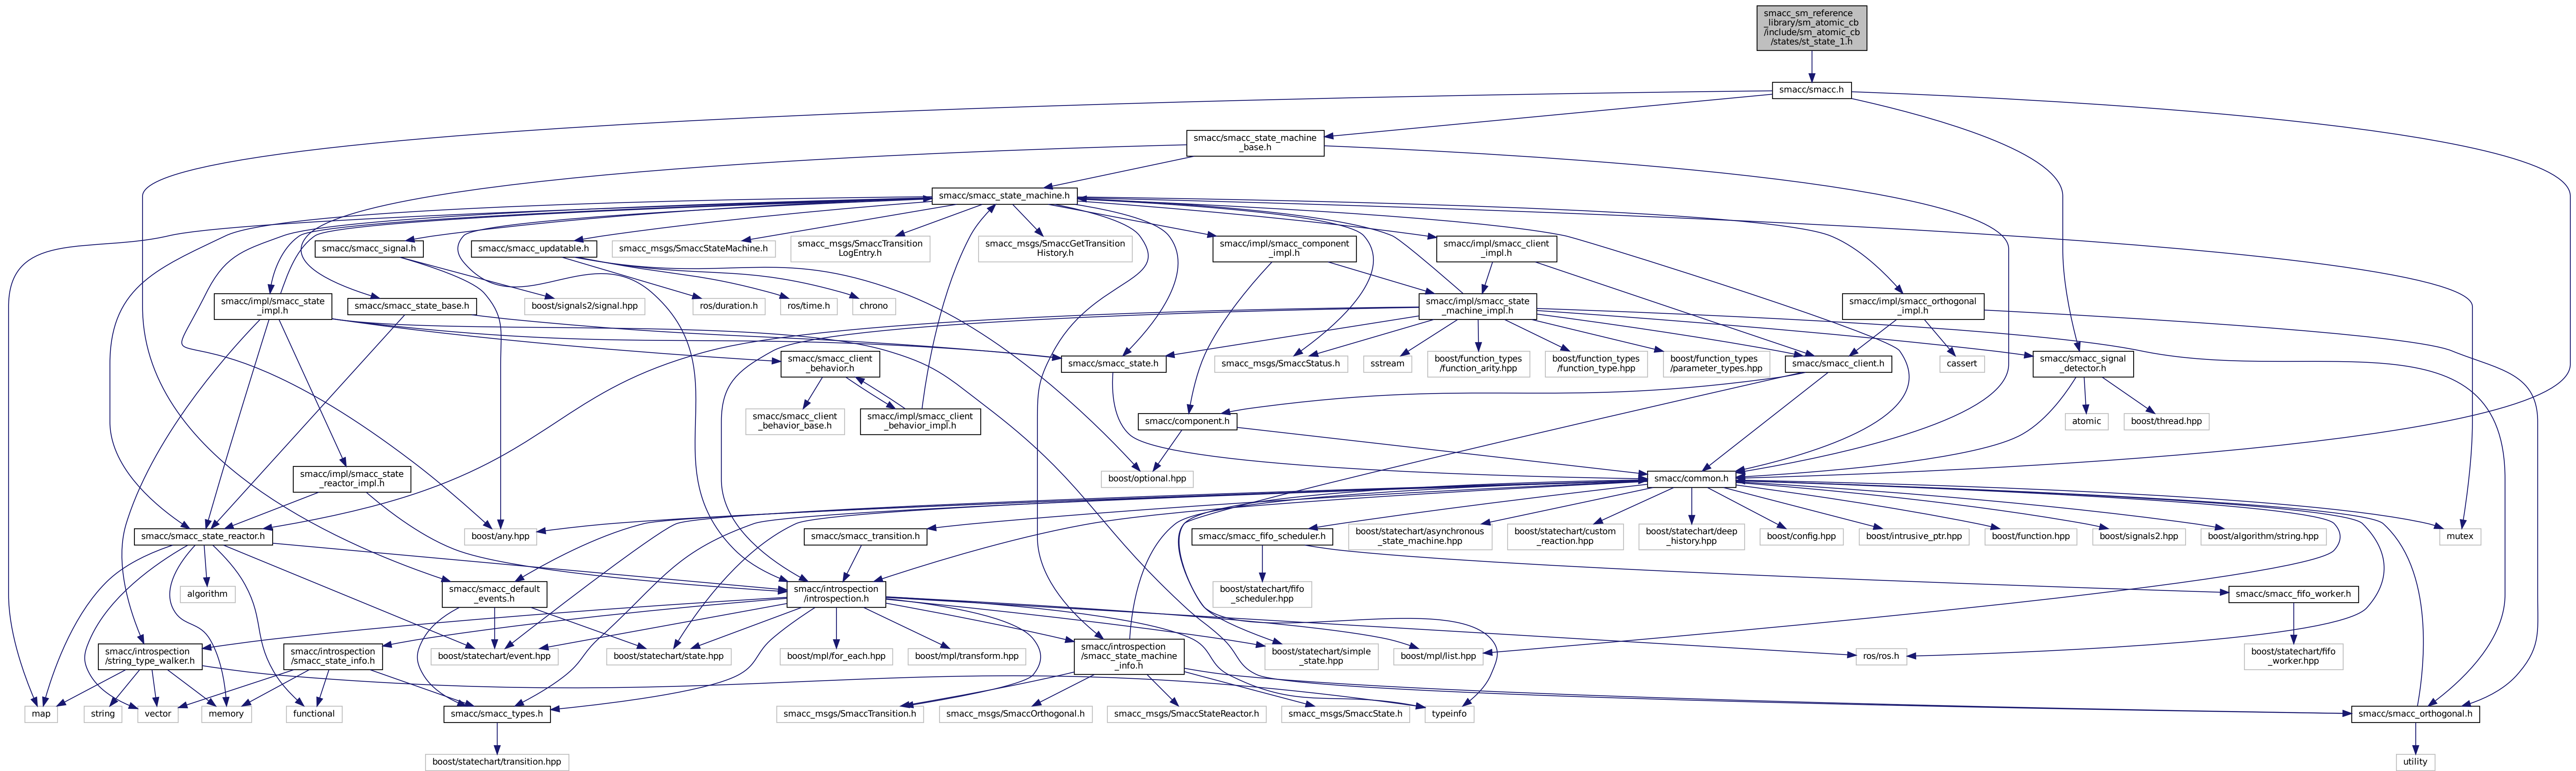 smacc_sm_reference
_library/sm_atomic_cb
/include/sm_atomic_cb
/states/st_state_1.h
smacc/smacc.h
smacc/smacc_state_machine
_base.h
smacc/smacc_state_machine.h
smacc/smacc_signal.h
smacc/smacc_updatable.h
smacc_msgs/SmaccStateMachine.h
smacc_msgs/SmaccTransition
LogEntry.h
smacc_msgs/SmaccGetTransition
History.h
smacc/impl/smacc_component
_impl.h
smacc/impl/smacc_client
_impl.h
smacc/impl/smacc_state
_impl.h
smacc/smacc_state_base.h
boost/signals2/signal.hpp
ros/duration.h
ros/time.h
chrono
smacc/impl/smacc_state
_machine_impl.h
smacc/impl/smacc_orthogonal
_impl.h
smacc/smacc_client
_behavior.h
smacc/smacc_state.h
smacc_msgs/SmaccStatus.h
sstream
boost/function_types
/function_arity.hpp
boost/function_types
/function_type.hpp
boost/function_types
/parameter_types.hpp
smacc/smacc_client.h
cassert
smacc/smacc_signal
_detector.h
smacc/smacc_client
_behavior_base.h
smacc/impl/smacc_client
_behavior_impl.h
smacc/component.h
atomic
boost/thread.hpp
smacc/impl/smacc_state
_reactor_impl.h
boost/optional.hpp
smacc/common.h
smacc/smacc_state_reactor.h
boost/any.hpp
smacc/smacc_transition.h
smacc/smacc_fifo_scheduler.h
boost/statechart/asynchronous
_state_machine.hpp
boost/statechart/custom
_reaction.hpp
boost/statechart/deep
_history.hpp
boost/config.hpp
boost/intrusive_ptr.hpp
boost/function.hpp
boost/signals2.hpp
boost/algorithm/string.hpp
mutex
algorithm
smacc/smacc_default
_events.h
smacc/introspection
/introspection.h
boost/statechart/fifo
_scheduler.hpp
smacc/smacc_fifo_worker.h
smacc/introspection
/string_type_walker.h
smacc/introspection
/smacc_state_info.h
boost/statechart/event.hpp
boost/statechart/state.hpp
boost/mpl/for_each.hpp
boost/mpl/transform.hpp
smacc/introspection
/smacc_state_machine
_info.h
boost/statechart/simple
_state.hpp
boost/mpl/list.hpp
ros/ros.h
boost/statechart/fifo
_worker.hpp
map
string
vector
memory
functional
smacc/smacc_types.h
smacc_msgs/SmaccTransition.h
smacc_msgs/SmaccOrthogonal.h
smacc_msgs/SmaccStateReactor.h
smacc_msgs/SmaccState.h
typeinfo
smacc/smacc_orthogonal.h
boost/statechart/transition.hpp
utility